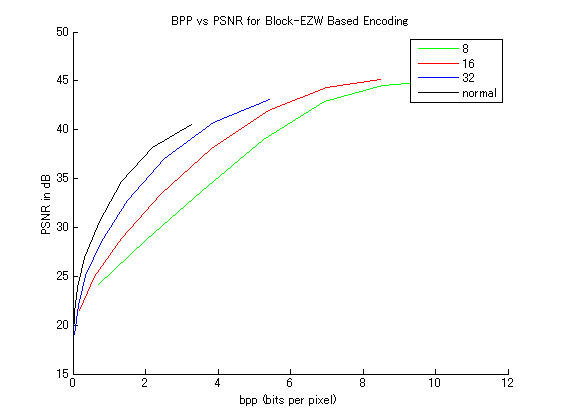 BPP vs PSNR for Block-EZW Based Encoding
50
45
40
35
30
25
20
15
PSNR in dB
8
16
32
normal
0 2 4 6 8 10 12
bpp (bits per pixel)